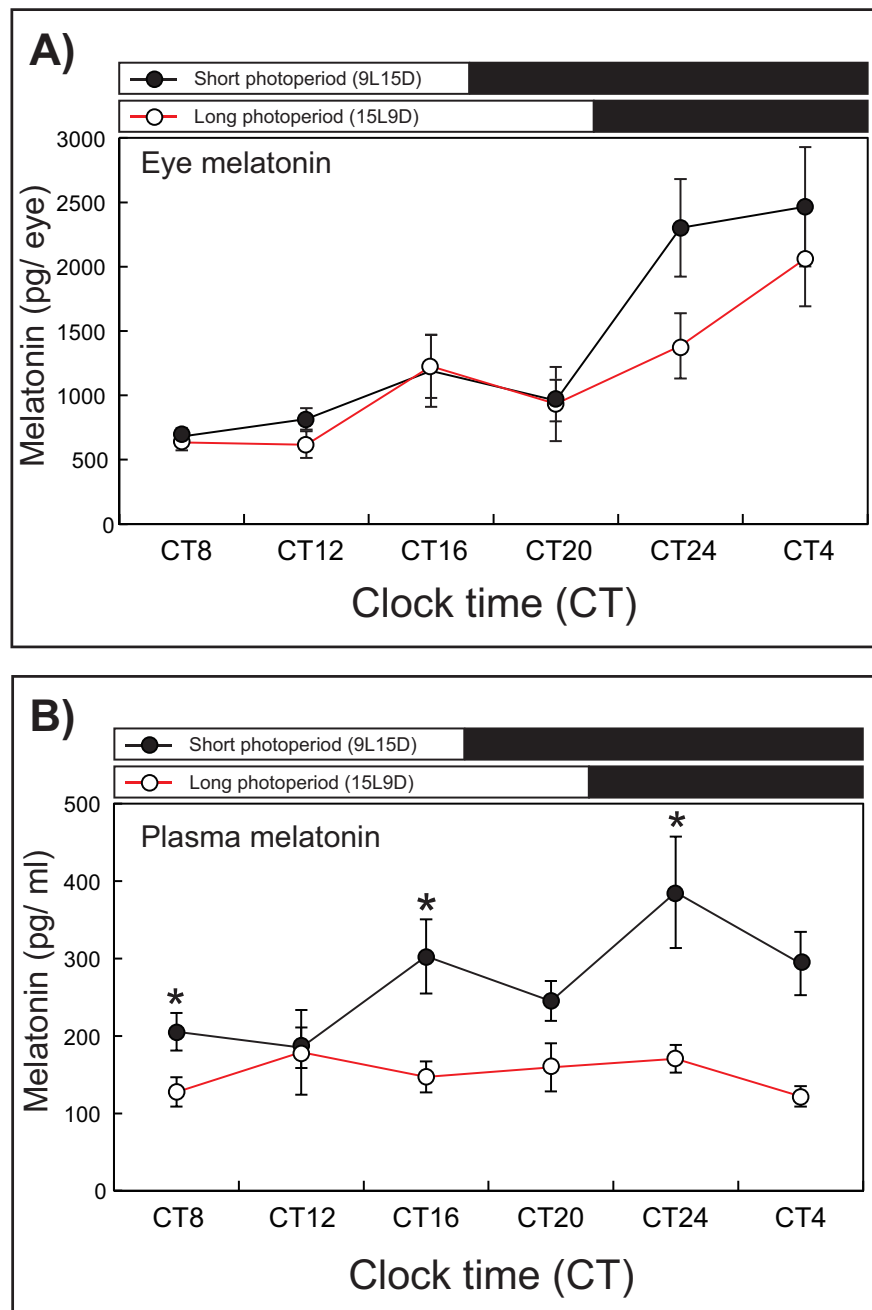 A)
Short photoperiod (9L15D)
Long photoperiod (15L9D)
Eye melatonin
Melatonin (pg/ eye)
3000
2500
2000
1500
1000
500
0
CT8 CT12 CT16 CT20 CT24 CT4
Clock time (CT)
B)
Short photoperiod (9L15D)
Long photoperiod (15L9D)
Plasma melatonin
Melatonin (pg/ ml)
500
400
300
200
100
0
* * *
CT8 CT12 CT16 CT20 CT24 CT4
Clock time (CT)